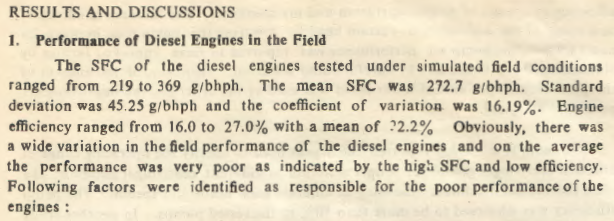 RESULTS AND DISCUSSIONS
1. Performance of Diesel Engines in the Field
The SFC of the diesel engines tested under simulated field conditions
ranged from 219 to 369 g/bhph. The mean SFC was 272.7 g/bhph. Standard
deviation was 45.25 g/bhph and the coefficient of variation was 16.19%. Engine
efficiency ranged from 16.0 to 27.0% with a mean of 22.2% Obviously, there was
a wide variation in the field performance of the diesel engines and on the average
the performance was very poor as indicated by the high SFC and low efficiency.
Following factors were identified as responsible for the poor performance of the
engines :